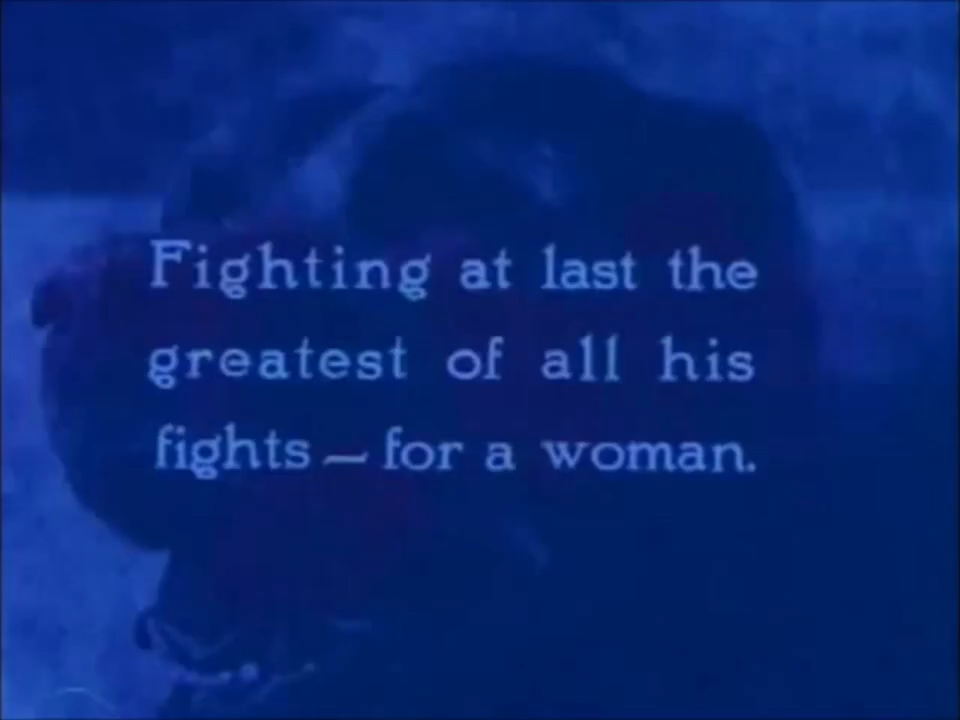 Fighting at last the
greatest of all his
fights — for a woman.